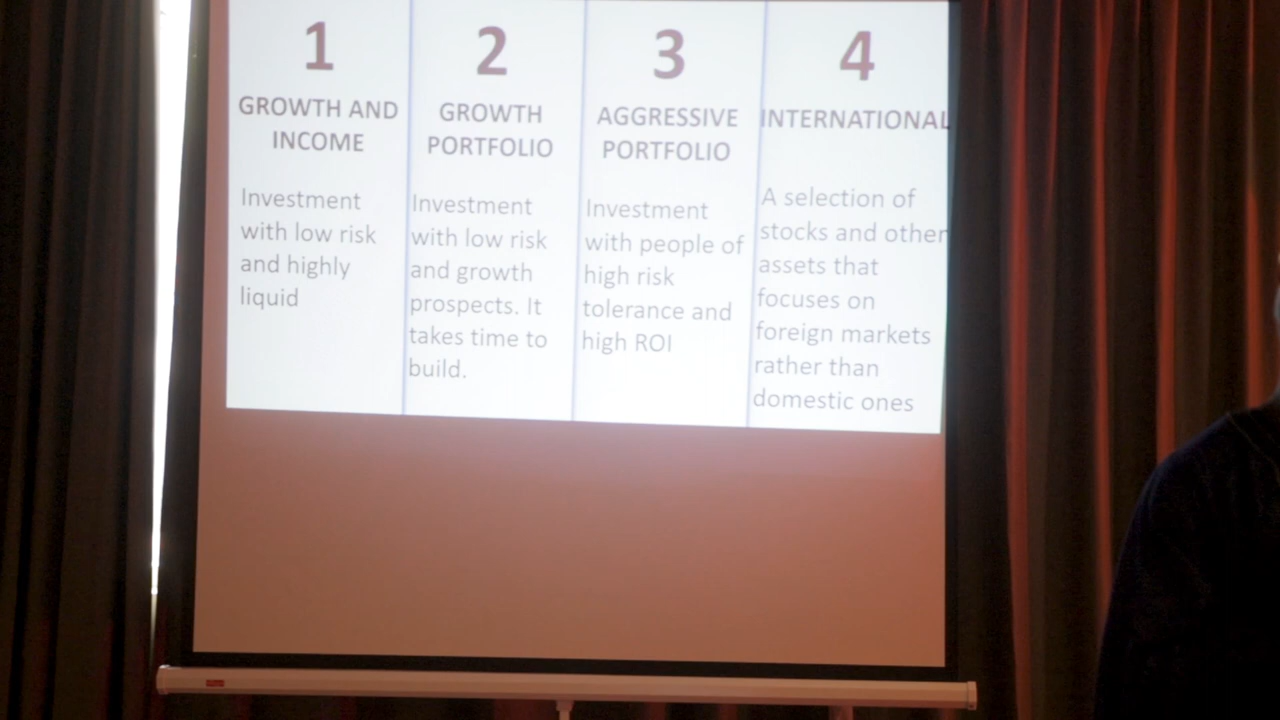 1
GROWTH AND
INCOME
Investment
with low risk
and highly
liquid
2
GROWTH
PORTFOLIO
Investment
with low risk
and growth
prospects. It
takes time to
build.
3
AGGRESSIVE
PORTFOLIO
Investment
with people of
high risk
tolerance and
high ROI
4
INTERNATIONAL
A selection of
stocks and other
assets that
focuses on
foreign markets
rather than
domestic ones